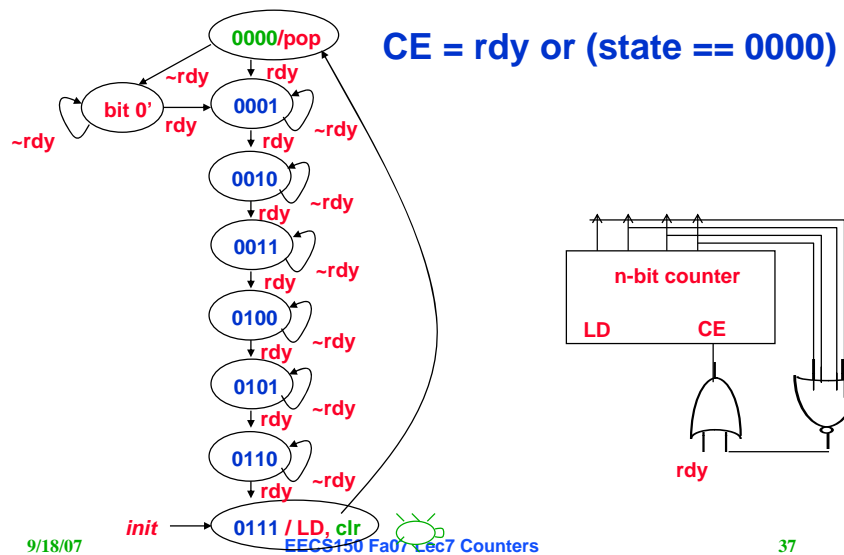 CE = rdy or (state == 0000)
0000/pop
~rdy
rdy
bit 0'
~rdy
rdy
0001
~rdy
rdy
0010
~rdy
rdy
0011
~rdy
rdy
0100
~rdy
rdy
0101
~rdy
rdy
0110
~rdy
rdy
init
0111 / LD, clr
n-bit counter
LD
CE
rdy
9/18/07
EECS150 Fa07 Lec7 Counters
37